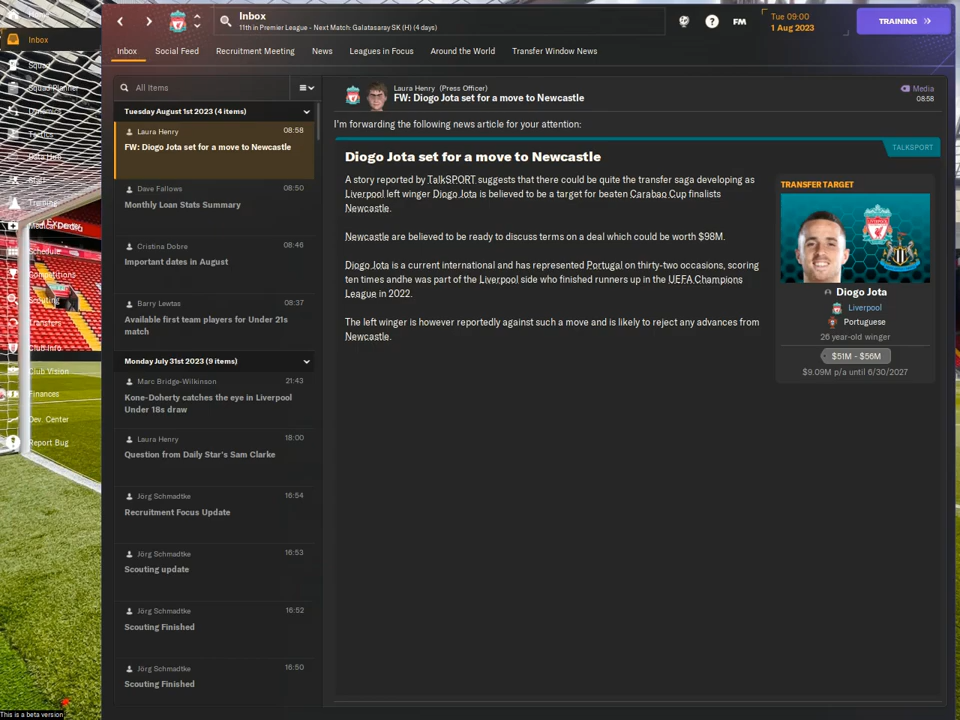 Inbox
11th in Premier League - Next Match: Galatasaray SK (H) (4 days)
FM
Tue 09:00
1 Aug 2023
TRAINING
Inbox
Inbox
Social Feed
Recruitment Meeting
News
Leagues in Focus
Around the World
Transfer Window News
Squad Planner
Training
Medical Centre
Schedule
Competitions
Scouting
Transfers
Club Info
Club Vision
Finances
Dev. Center
Report Bug
This is a beta version
All Items
Tuesday August 1st 2023 (4 items)
Laura Henry
08:58
FW: Diogo Jota set for a move to Newcastle
Dave Fallows
08:50
Monthly Loan Stats Summary
Cristina Dobre
08:46
Important dates in August
Barry Lewtas
08:37
Available first team players for Under 21s
match
Monday July 31st 2023 (9 items)
Marc Bridge-Wilkinson
21:43
Kone-Doherty catches the eye in Liverpool
Under 18s draw
Laura Henry
18:00
Question from Daily Star's Sam Clarke
Jörg Schmadtke
16:54
Recruitment Focus Update
Jörg Schmadtke
16:53
Scouting update
Jörg Schmadtke
16:52
Scouting Finished
Jörg Schmadtke
16:50
Scouting Finished
Laura Henry (Press Officer)
FW: Diogo Jota set for a move to Newcastle
Media
08:58
I'm forwarding the following news article for your attention:
TALKSPORT
Diogo Jota set for a move to Newcastle
A story reported by TalkSPORT suggests that there could be quite the transfer saga developing as
Liverpool left winger Diogo Jota is believed to be a target for beaten Carabao Cup finalists
Newcastle.
Newcastle are believed to be ready to discuss terms on a deal which could be worth $98M.
Diogo Jota is a current international and has represented Portugal on thirty-two occasions, scoring
ten times andhe was part of the Liverpool side who finished runners up in the UEFA Champions
League in 2022.
The left winger is however reportedly against such a move and is likely to reject any advances from
Newcastle.
TRANSFER TARGET
Diogo Jota
Liverpool
Portuguese
26 year-old winger
$51M - $56M
$9.09M p/a until 6/30/2027